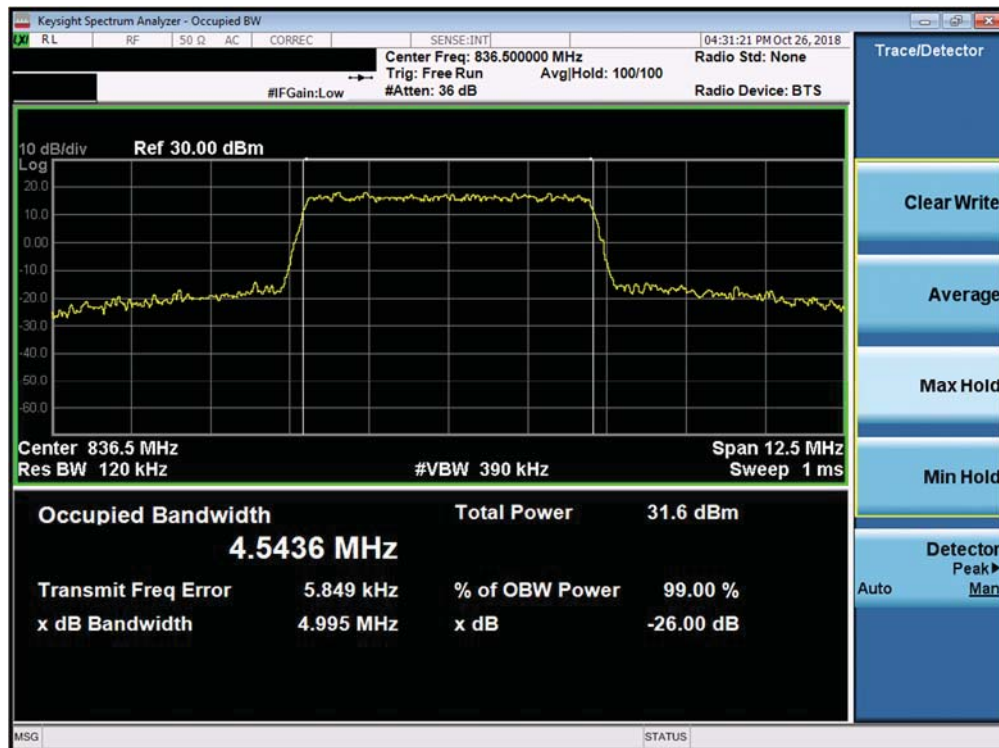 Keysight Spectrum Analyzer - Occupied BW
RL RF 50 Ω AC CORREC SENSE:INT 04:31:21 PM Oct 26, 2018
Center Freq: 836.500000 MHz Radio Std: None
Trig: Free Run Avg|Hold: 100/100
#IFGain:Low #Atten: 36 dB Radio Device: BTS
Trace/Detector
10 dB/div Ref 30.00 dBm
Log
20.0
10.0
0.00
-10.0
-20.0
-30.0
-40.0
-50.0
-60.0
Center 836.5 MHz Span 12.5 MHz
Res BW 120 kHz #VBW 390 kHz Sweep 1 ms
Clear Write
Average
Max Hold
Min Hold
Detector
Peak▶
Auto Man
Occupied Bandwidth Total Power 31.6 dBm
4.5436 MHz
Transmit Freq Error 5.849 kHz % of OBW Power 99.00 %
x dB Bandwidth 4.995 MHz x dB -26.00 dB
MSG STATUS